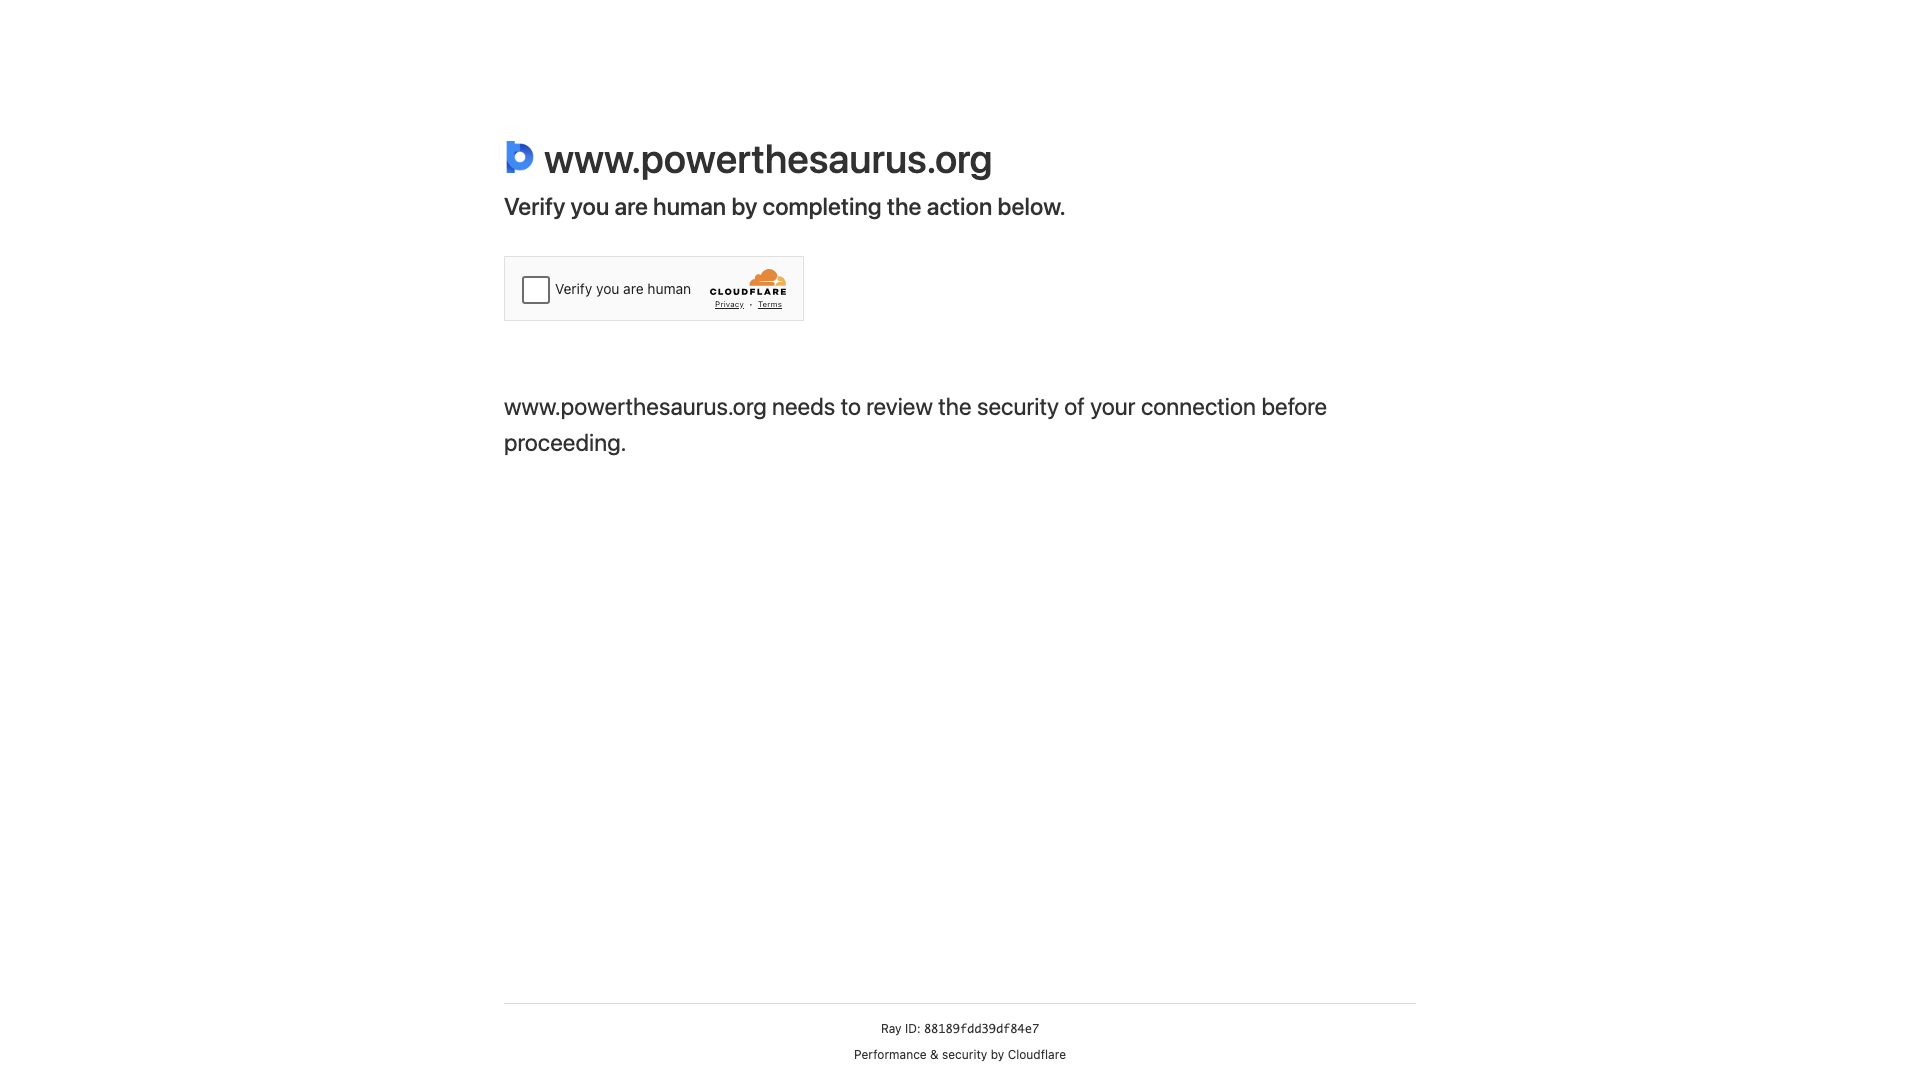 www.powerthesaurus.org
Verify you are human by completing the action below.
Verify you are human
CLOUDFLARE
Privacy • Terms
www.powerthesaurus.org needs to review the security of your connection before
proceeding.
Ray ID: 88189fdd39df84e7
Performance & security by Cloudflare